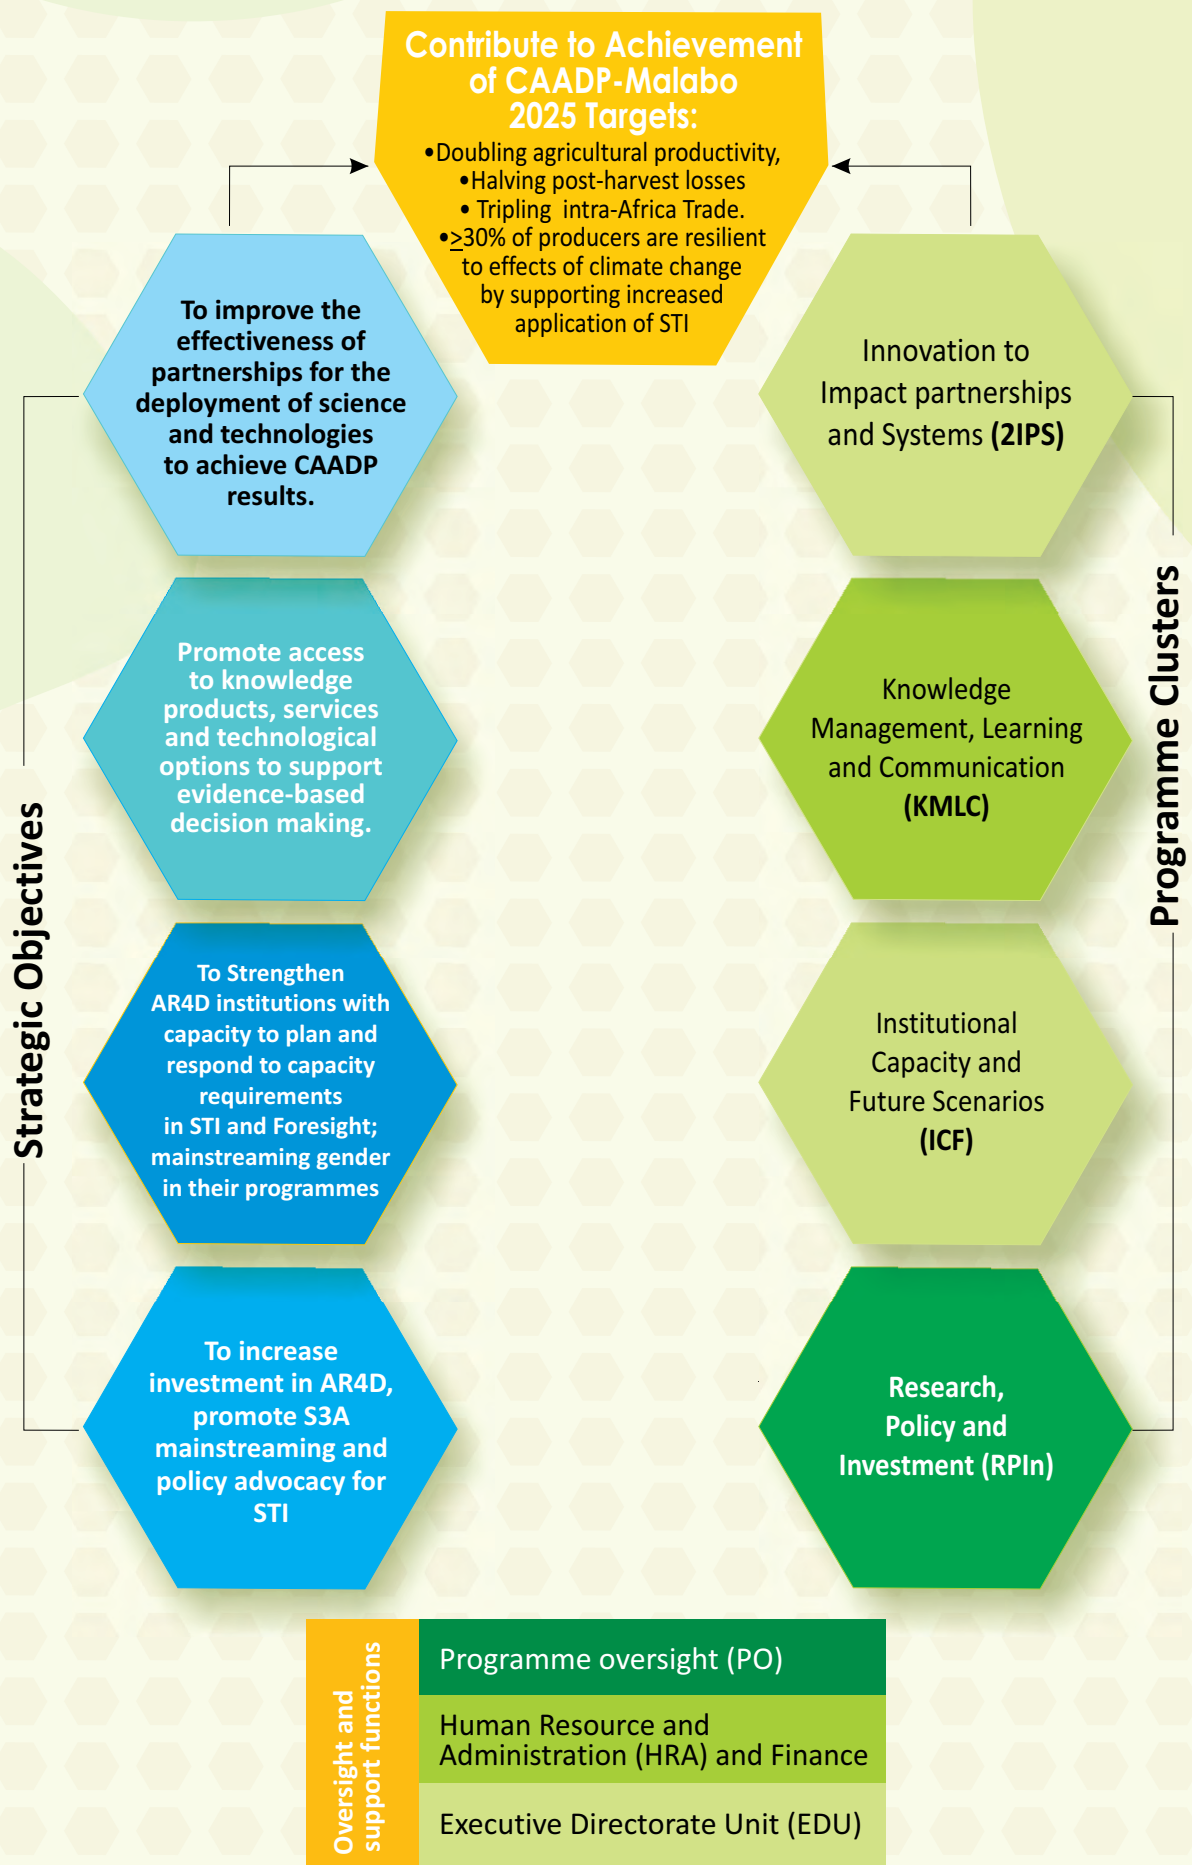 Contribute to Achievement
of CAADP-Malabo
2025 Targets:
•Doubling agricultural productivity,
•Halving post-harvest losses
• Tripling intra-Africa Trade.
•≥30% of producers are resilient
to effects of climate change
by supporting increased
application of STI
Strategic Objectives
To improve the
effectiveness of
partnerships for the
deployment of science
and technologies
to achieve CAADP
results.
Promote access
to knowledge
products, services
and technological
options to support
evidence-based
decision making.
To Strengthen
AR4D institutions with
capacity to plan and
respond to capacity
requirements
in STI and Foresight;
mainstreaming gender
in their programmes
To increase
investment in AR4D,
promote S3A
mainstreaming and
policy advocacy for
STI
Programme Clusters
Innovation to
Impact partnerships
and Systems (2IPS)
Knowledge
Management, Learning
and Communication
(KMLC)
Institutional
Capacity and
Future Scenarios
(ICF)
Research,
Policy and
Investment (RPIn)
Oversight and
support functions
Programme oversight (PO)
Human Resource and
Administration (HRA) and Finance
Executive Directorate Unit (EDU)